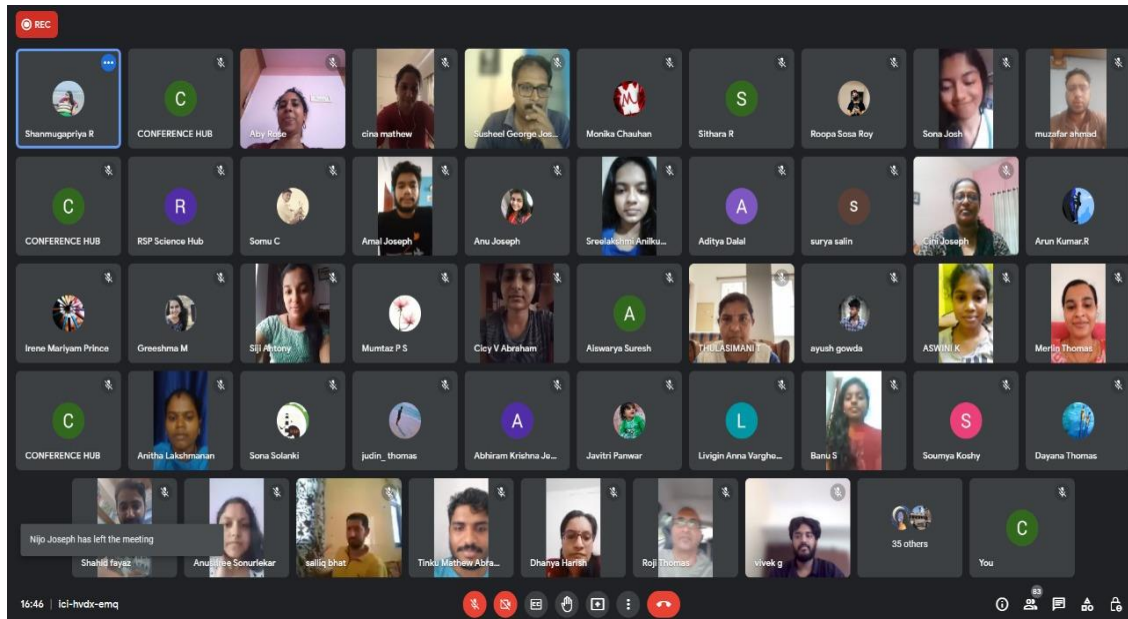 REC
Shanmugapriya R
C
CONFERENCE HUB
Aby Rose
cina mathew
Susheel George Jos...
M
Monika Chauhan
S
Sithara R
Roopa Sosa Roy
Sona Josh
muzafar ahmad
C
CONFERENCE HUB
R
RSP Science Hub
Somu C
Amal Joseph
Anu Joseph
Sreelakshmi Anilku...
A
Aditya Dalal
s
surya salin
Cini Joseph
Arun Kumar.R
Irene Mariyam Prince
Greeshma M
Siji Antony
Mumtaz P S
Cicy V Abraham
A
Aiswarya Suresh
THULASIMANI T
ayush gowda
ASWINI K
Merlin Thomas
C
CONFERENCE HUB
Anitha Lakshmanan
Sona Solanki
judin_thomas
A
Abhiram Krishna Je...
Javitri Panwar
L
Livigin Anna Varghe...
Banu S
S
Soumya Koshy
Dayana Thomas
Nijo Joseph has left the meeting
Shahid fayaz
Anushree Sonurlekar
salliq bhat
Tinku Mathew Abra...
Dhanya Harish
Roji Thomas
vivek g
35 others
C
You
16:46 | ici-hvdx-emq
83